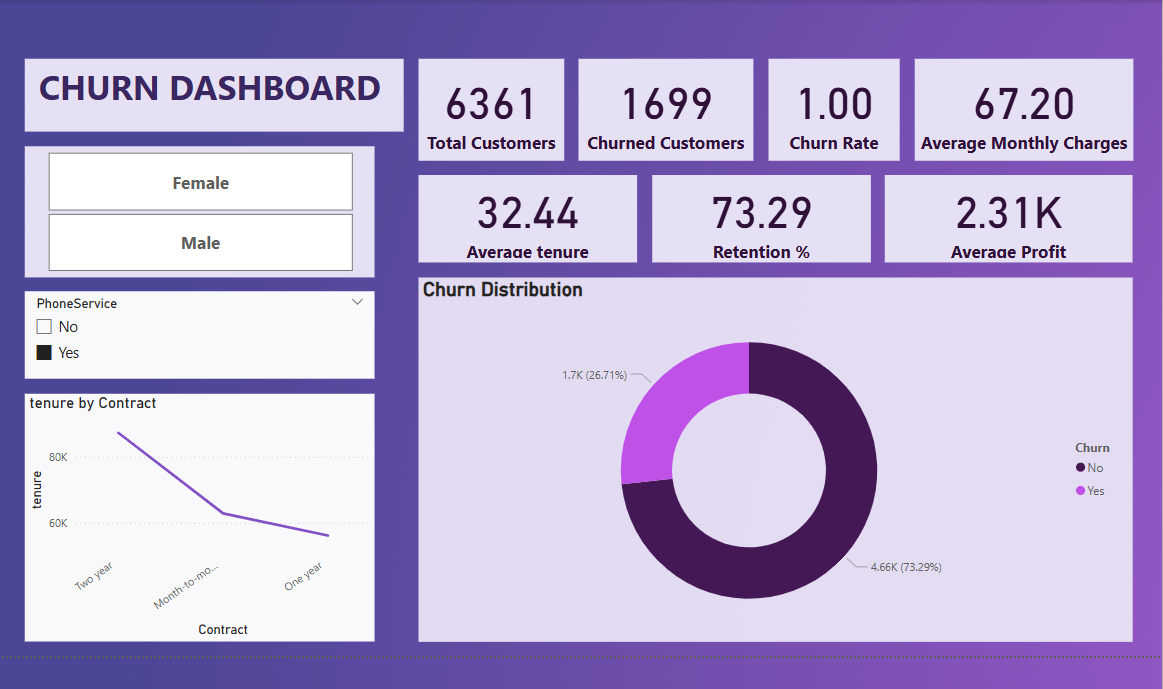 CHURN DASHBOARD
6361
Total Customers
1699
Churned Customers
1.00
Churn Rate
67.20
Average Monthly Charges
Female
Male
32.44
Average tenure
73.29
Retention %
2.31K
Average Profit
PhoneService
No
Yes
tenure by Contract
80K
60K
tenure
Two year
Month-to-mo...
One year
Contract
Churn Distribution
1.7K (26.71%)
4.66K (73.29%)
Churn
No
Yes